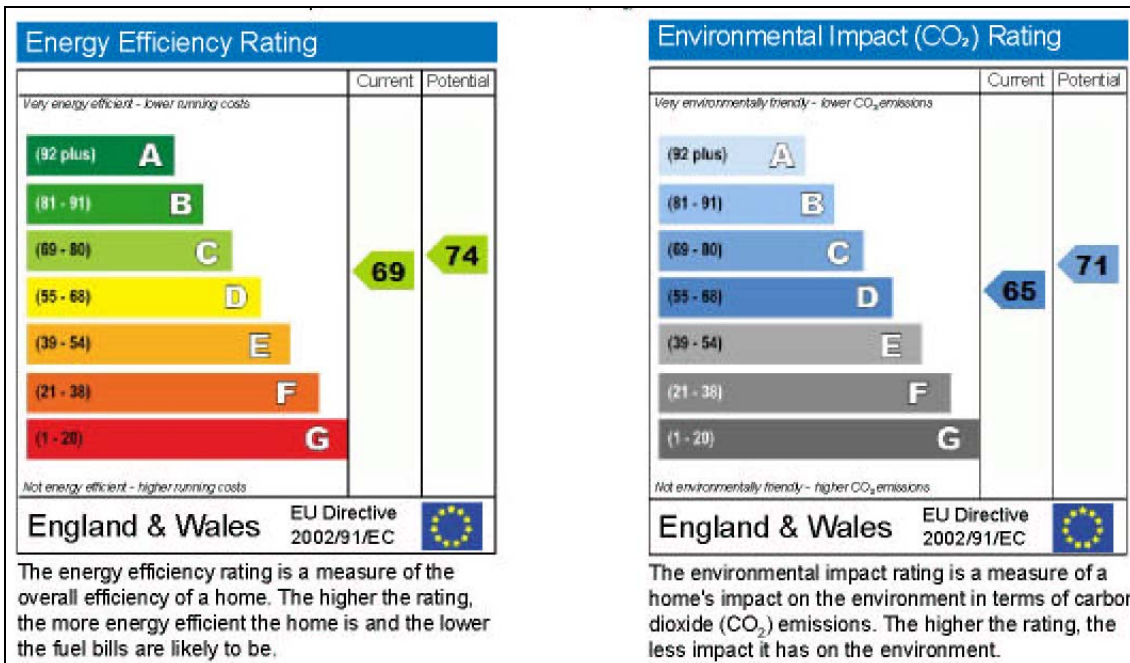 Energy Efficiency Rating
Current Potential
Very energy efficient - lower running costs
(92 plus) A
(81 - 91) B
(69 - 80) C
(55 - 68) D
(39 - 54) E
(21 - 38) F
(1 - 20) G
69
74
Not energy efficient - higher running costs
England & Wales
EU Directive
2002/91/EC
The energy efficiency rating is a measure of the
overall efficiency of a home. The higher the rating,
the more energy efficient the home is and the lower
the fuel bills are likely to be.
Environmental Impact (CO₂) Rating
Current Potential
Very environmentally friendly - lower CO₂ emissions
(92 plus) A
(81 - 91) B
(69 - 80) C
(55 - 68) D
(39 - 54) E
(21 - 38) F
(1 - 20) G
65
71
Not environmentally friendly - higher CO₂ emissions
England & Wales
EU Directive
2002/91/EC
The environmental impact rating is a measure of a
home's impact on the environment in terms of carbon
dioxide (CO₂) emissions. The higher the rating, the
less impact it has on the environment.